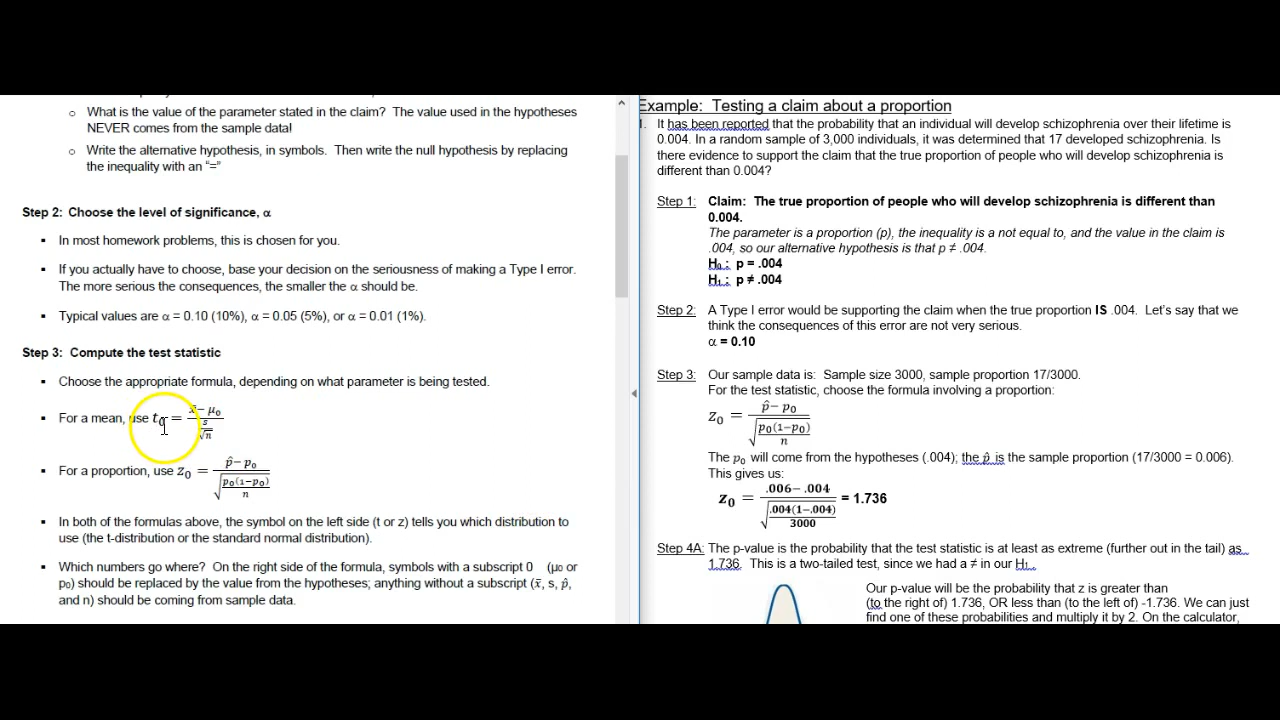 o What is the value of the parameter stated in the claim? The value used in the hypotheses
NEVER comes from the sample data!
o Write the alternative hypothesis, in symbols. Then write the null hypothesis by replacing
the inequality with an "="
Step 2: Choose the level of significance, α
▪ In most homework problems, this is chosen for you.
▪ If you actually have to choose, base your decision on the seriousness of making a Type I error.
The more serious the consequences, the smaller the α should be.
▪ Typical values are α = 0.10 (10%), α = 0.05 (5%), or α = 0.01 (1%).
Step 3: Compute the test statistic
▪ Choose the appropriate formula, depending on what parameter is being tested.
▪ For a mean, use t₀ = (x̄ − μ₀) / (s/√n)
▪ For a proportion, use z₀ = (p̂ − p₀) / √(p₀(1−p₀)/n)
▪ In both of the formulas above, the symbol on the left side (t or z) tells you which distribution to
use (the t-distribution or the standard normal distribution).
▪ Which numbers go where? On the right side of the formula, symbols with a subscript 0 (μ₀ or
p₀) should be replaced by the value from the hypotheses; anything without a subscript (x̄, s, p̂,
and n) should be coming from sample data.
Example: Testing a claim about a proportion
1. It has been reported that the probability that an individual will develop schizophrenia over their lifetime is
0.004. In a random sample of 3,000 individuals, it was determined that 17 developed schizophrenia. Is
there evidence to support the claim that the true proportion of people who will develop schizophrenia is
different than 0.004?
Step 1: Claim: The true proportion of people who will develop schizophrenia is different than
0.004.
The parameter is a proportion (p), the inequality is a not equal to, and the value in the claim is
.004, so our alternative hypothesis is that p ≠ .004.
H₀ : p = .004
H₁ : p ≠ .004
Step 2: A Type I error would be supporting the claim when the true proportion IS .004. Let's say that we
think the consequences of this error are not very serious.
α = 0.10
Step 3: Our sample data is: Sample size 3000, sample proportion 17/3000.
For the test statistic, choose the formula involving a proportion:
z₀ = (p̂ − p₀) / √(p₀(1−p₀)/n)
The p₀ will come from the hypotheses (.004); the p̂ is the sample proportion (17/3000 = 0.006).
This gives us:
z₀ = (.006− .004) / √(.004(1−.004)/3000) = 1.736
Step 4A: The p-value is the probability that the test statistic is at least as extreme (further out in the tail) as
1.736. This is a two-tailed test, since we had a ≠ in our H₁.
Our p-value will be the probability that z is greater than
(to the right of) 1.736, OR less than (to the left of) -1.736. We can just
find one of these probabilities and multiply it by 2. On the calculator,